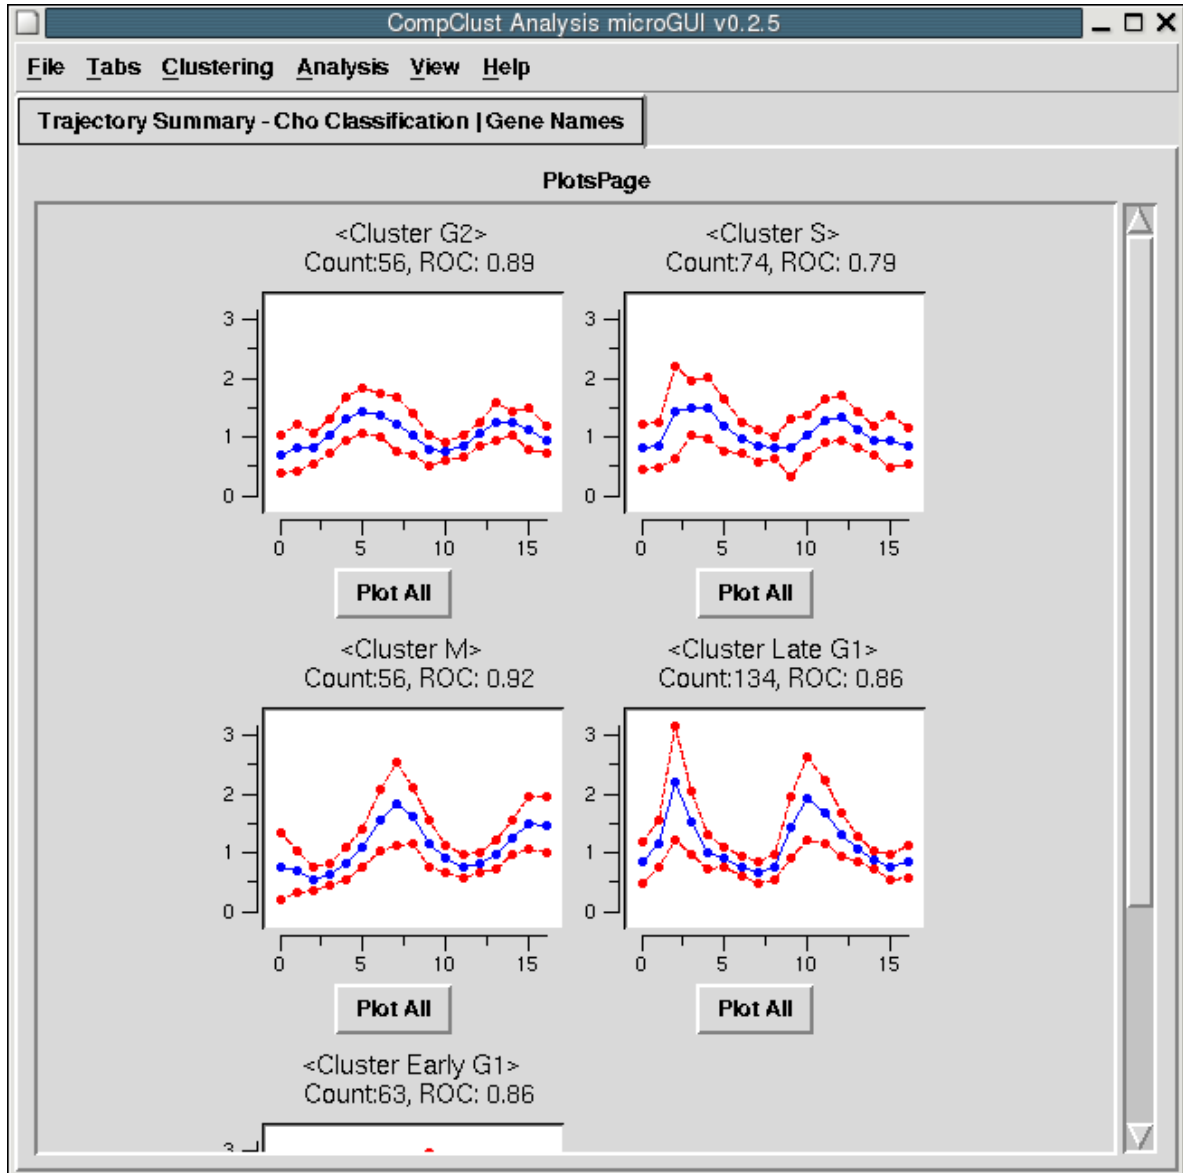 CompClust Analysis microGUI v0.2.5
File Tabs Clustering Analysis View Help
Trajectory Summary - Cho Classification | Gene Names
PlotsPage
<Cluster G2>
Count:56, ROC: 0.89
3
2
1
0
0 5 10 15
Plot All
<Cluster S>
Count:74, ROC: 0.79
3
2
1
0
0 5 10 15
Plot All
<Cluster M>
Count:56, ROC: 0.92
3
2
1
0
0 5 10 15
Plot All
<Cluster Late G1>
Count:134, ROC: 0.86
3
2
1
0
0 5 10 15
Plot All
<Cluster Early G1>
Count:63, ROC: 0.86
3